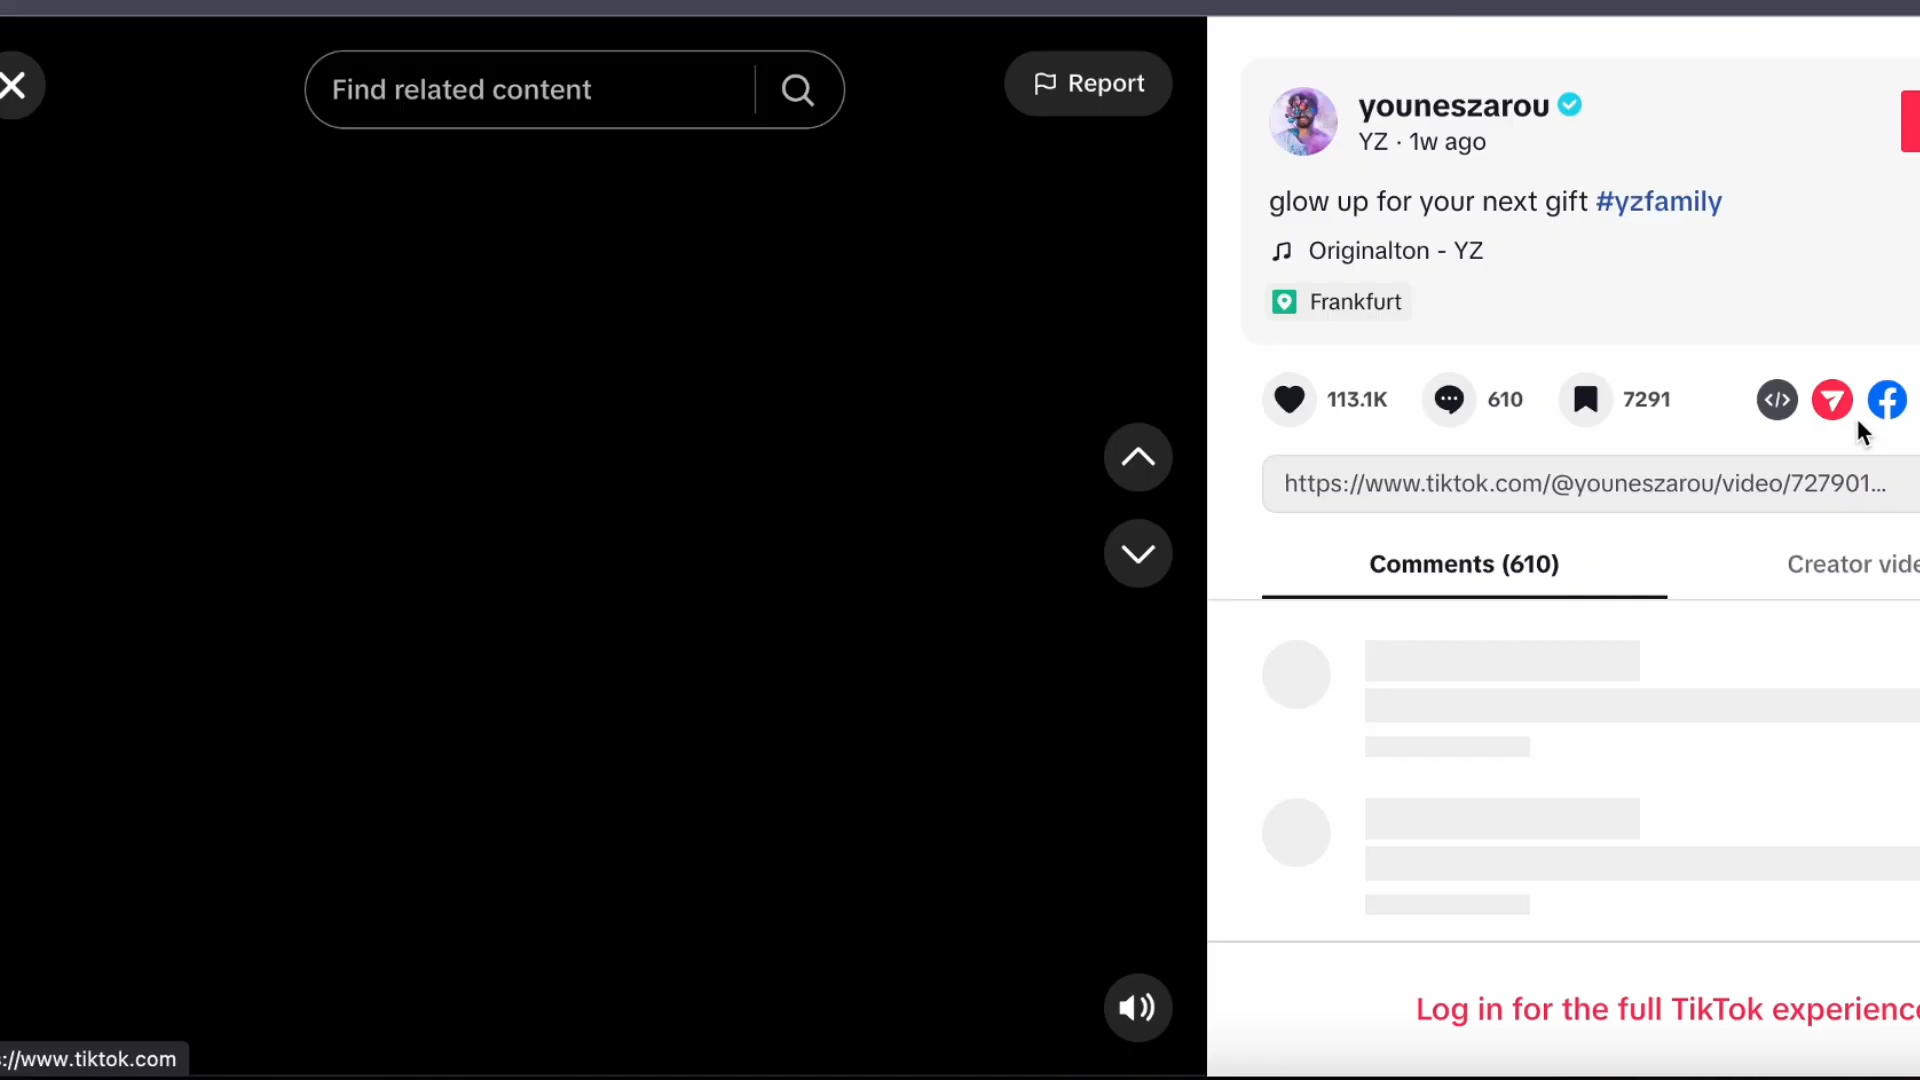 Find related content
Report
youneszarou
YZ · 1w ago
glow up for your next gift #yzfamily
Originalton - YZ
Frankfurt
113.1K
610
7291
https://www.tiktok.com/@youneszarou/video/727901...
Comments (610)
Creator vide
Log in for the full TikTok experience
://www.tiktok.com